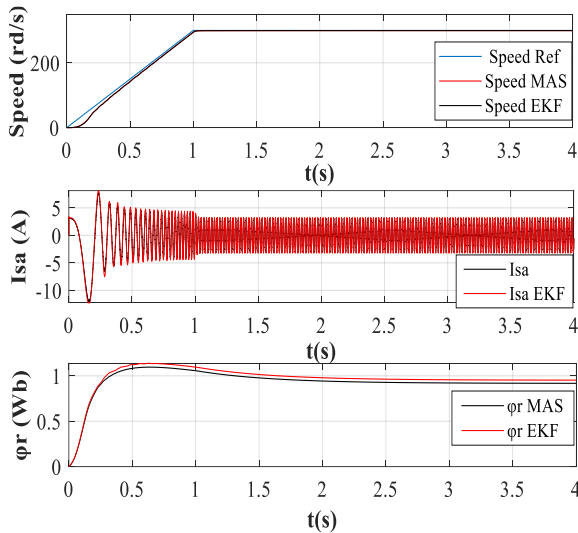 Speed (rd/s)
200
0
Speed Ref
Speed MAS
Speed EKF
0 0.5 1 1.5 2 2.5 3 3.5 4
t(s)
Isa (A)
5
0
-5
-10
Isa
Isa EKF
0 0.5 1 1.5 2 2.5 3 3.5 4
t(s)
φr (Wb)
1
0.5
0
φr MAS
φr EKF
0 0.5 1 1.5 2 2.5 3 3.5 4
t(s)